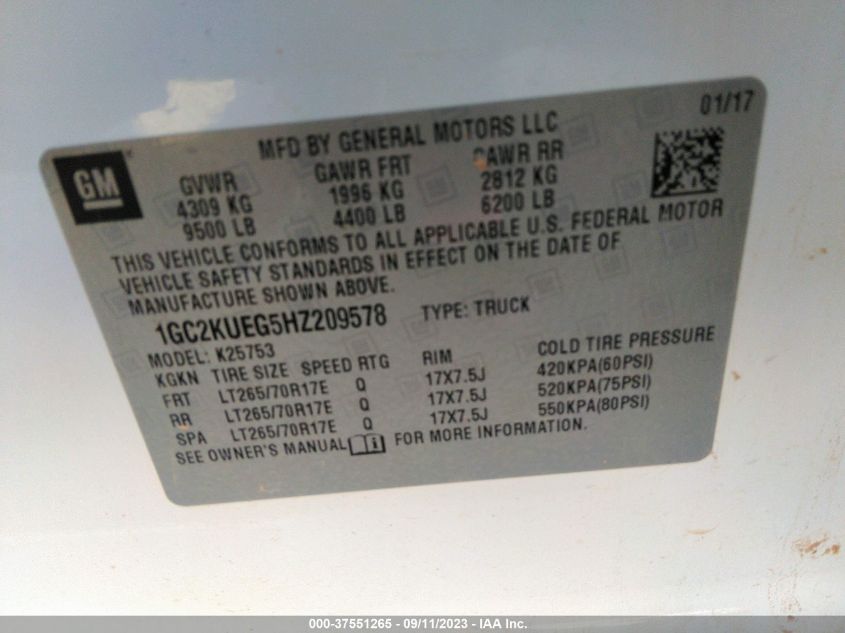 01/17
MFD BY GENERAL MOTORS LLC
GM
GVWR GAWR FRT GAWR RR
4309 KG 1996 KG 2812 KG
9500 LB 4400 LB 6200 LB
THIS VEHICLE CONFORMS TO ALL APPLICABLE U.S. FEDERAL MOTOR
VEHICLE SAFETY STANDARDS IN EFFECT ON THE DATE OF
MANUFACTURE SHOWN ABOVE.
1GC2KUEG5HZ209578 TYPE: TRUCK
MODEL: K25753
KGKN TIRE SIZE SPEED RTG RIM COLD TIRE PRESSURE
FRT LT265/70R17E Q 17X7.5J 420KPA(60PSI)
RR LT265/70R17E Q 17X7.5J 520KPA(75PSI)
SPA LT265/70R17E Q 17X7.5J 550KPA(80PSI)
SEE OWNER'S MANUAL FOR MORE INFORMATION.
000-37551265 - 09/11/2023 - IAA Inc.